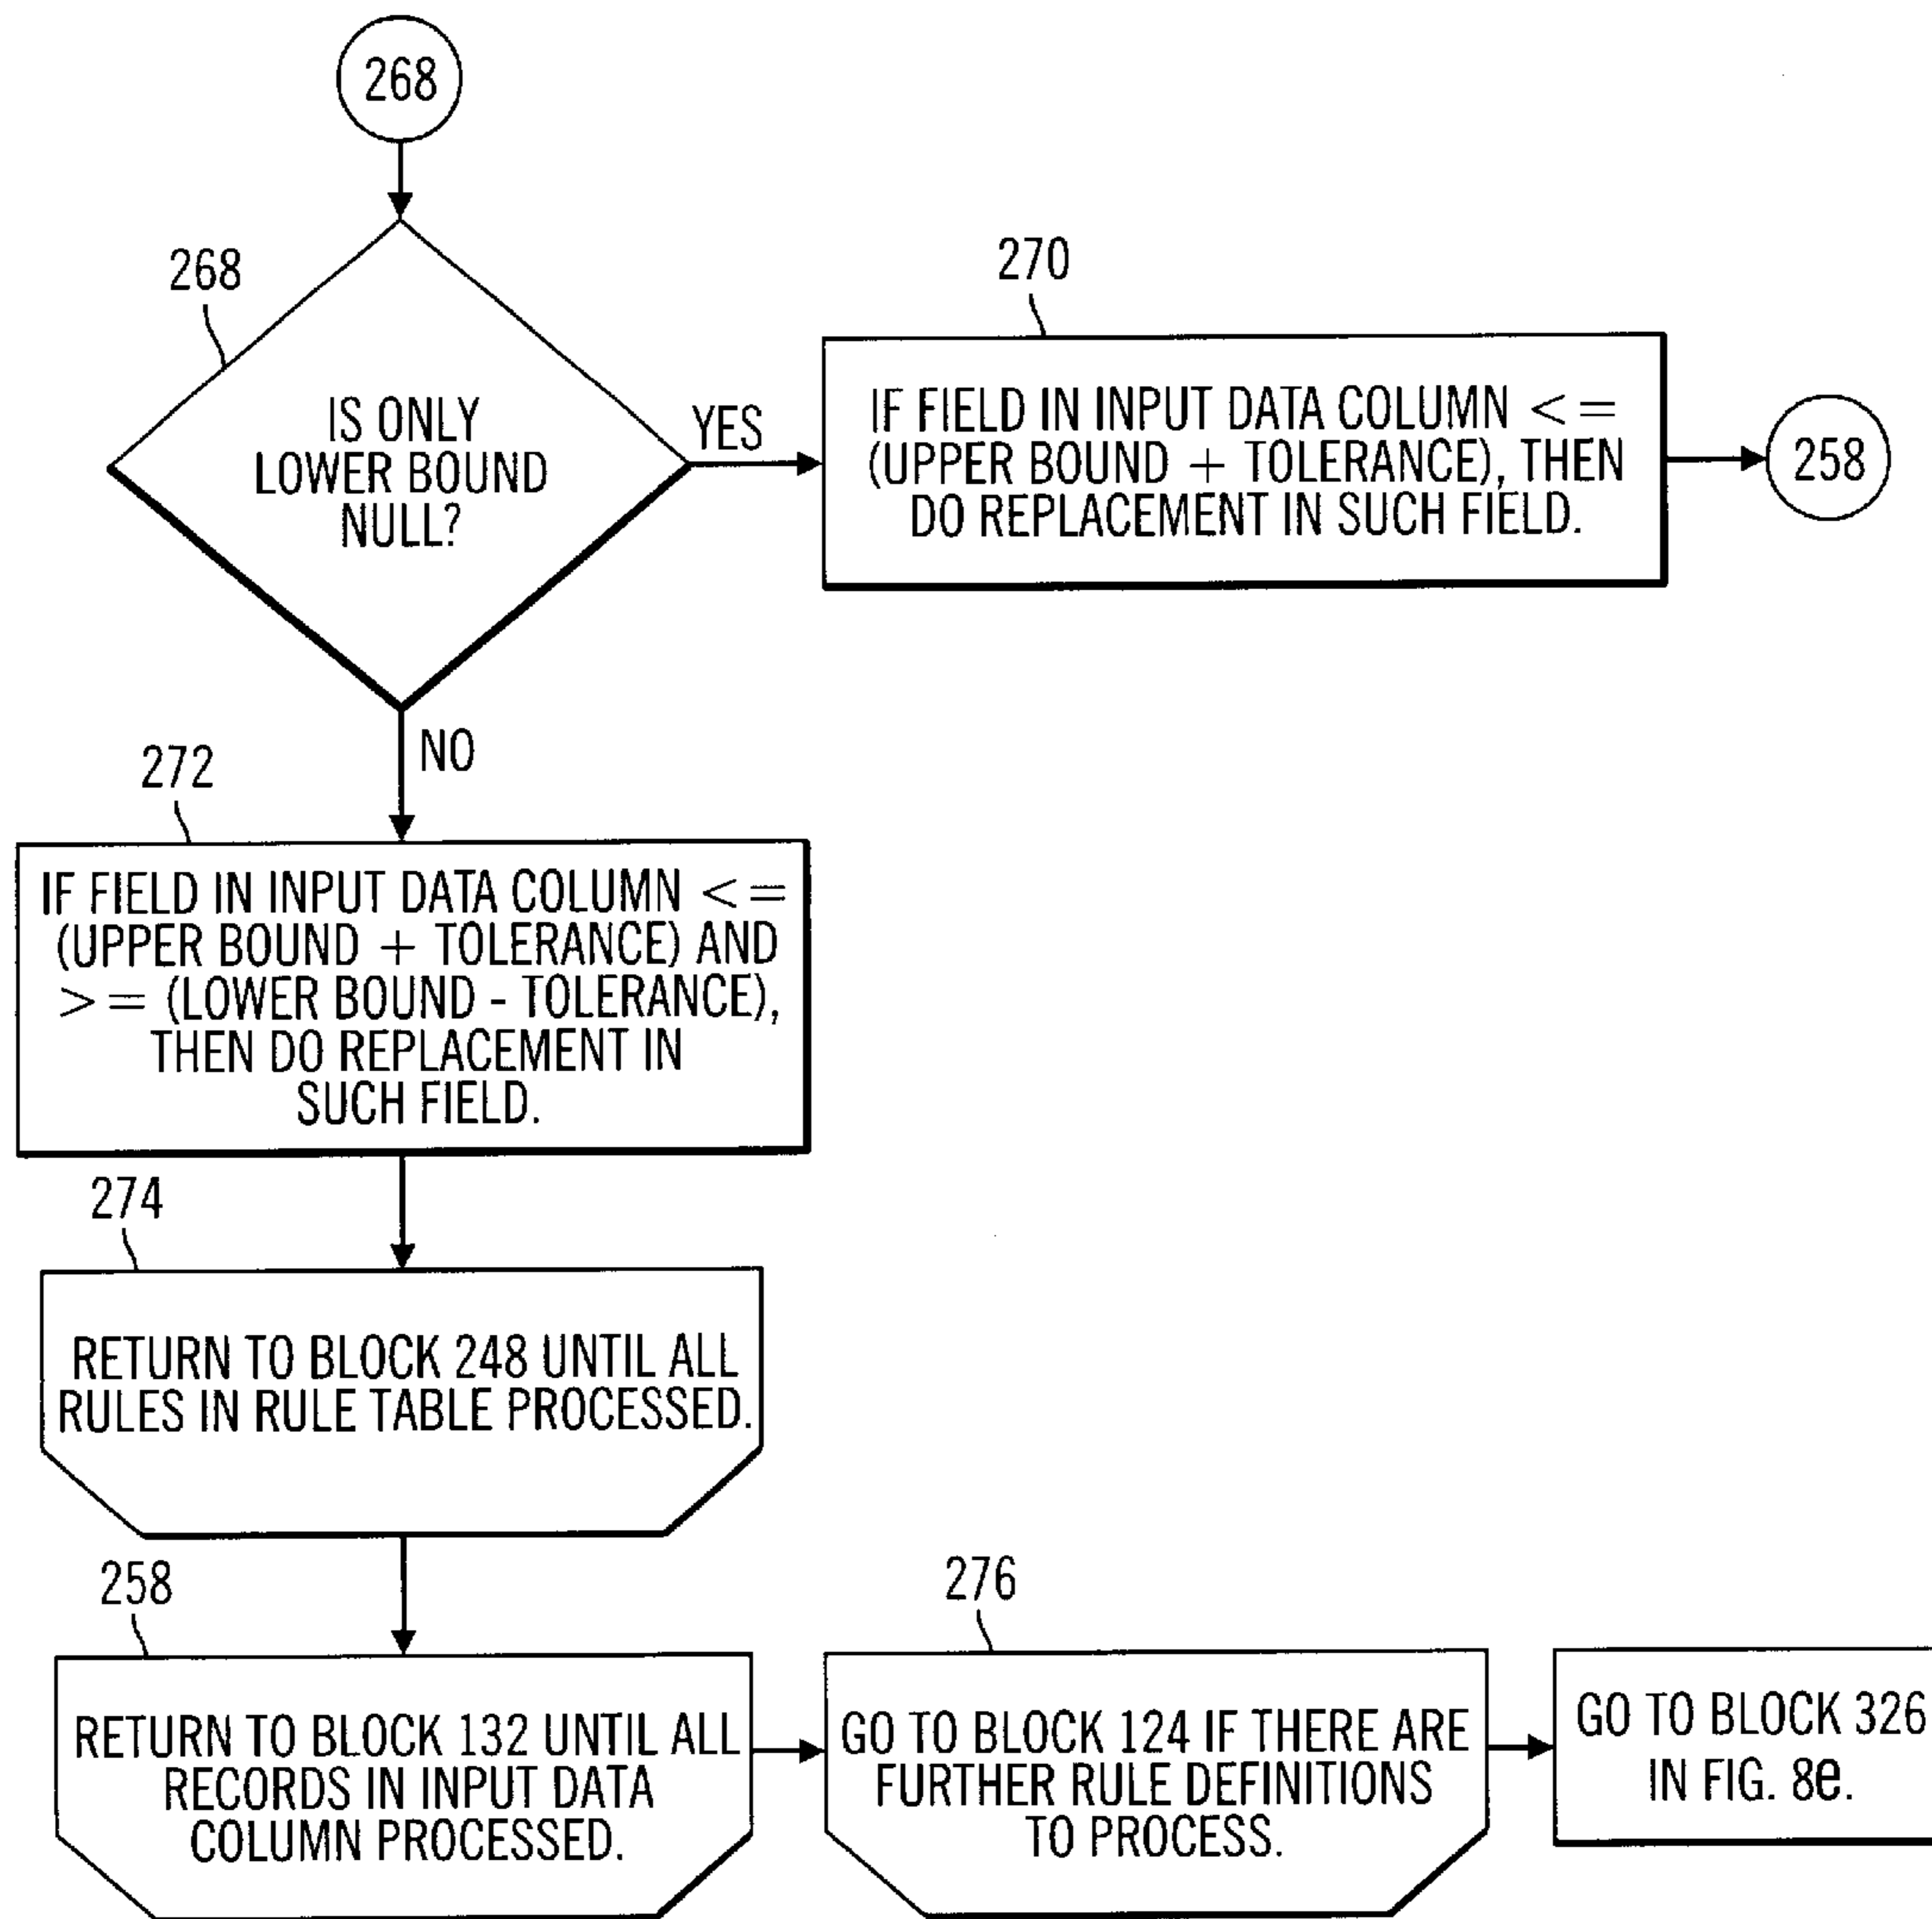 268
268
IS ONLY
LOWER BOUND
NULL?
YES
270
IF FIELD IN INPUT DATA COLUMN < =
(UPPER BOUND + TOLERANCE), THEN
DO REPLACEMENT IN SUCH FIELD.
258
NO
272
IF FIELD IN INPUT DATA COLUMN < =
(UPPER BOUND + TOLERANCE) AND
> = (LOWER BOUND - TOLERANCE),
THEN DO REPLACEMENT IN
SUCH FIELD.
274
RETURN TO BLOCK 248 UNTIL ALL
RULES IN RULE TABLE PROCESSED.
258
RETURN TO BLOCK 132 UNTIL ALL
RECORDS IN INPUT DATA
COLUMN PROCESSED.
276
GO TO BLOCK 124 IF THERE ARE
FURTHER RULE DEFINITIONS
TO PROCESS.
GO TO BLOCK 326
IN FIG. 8e.